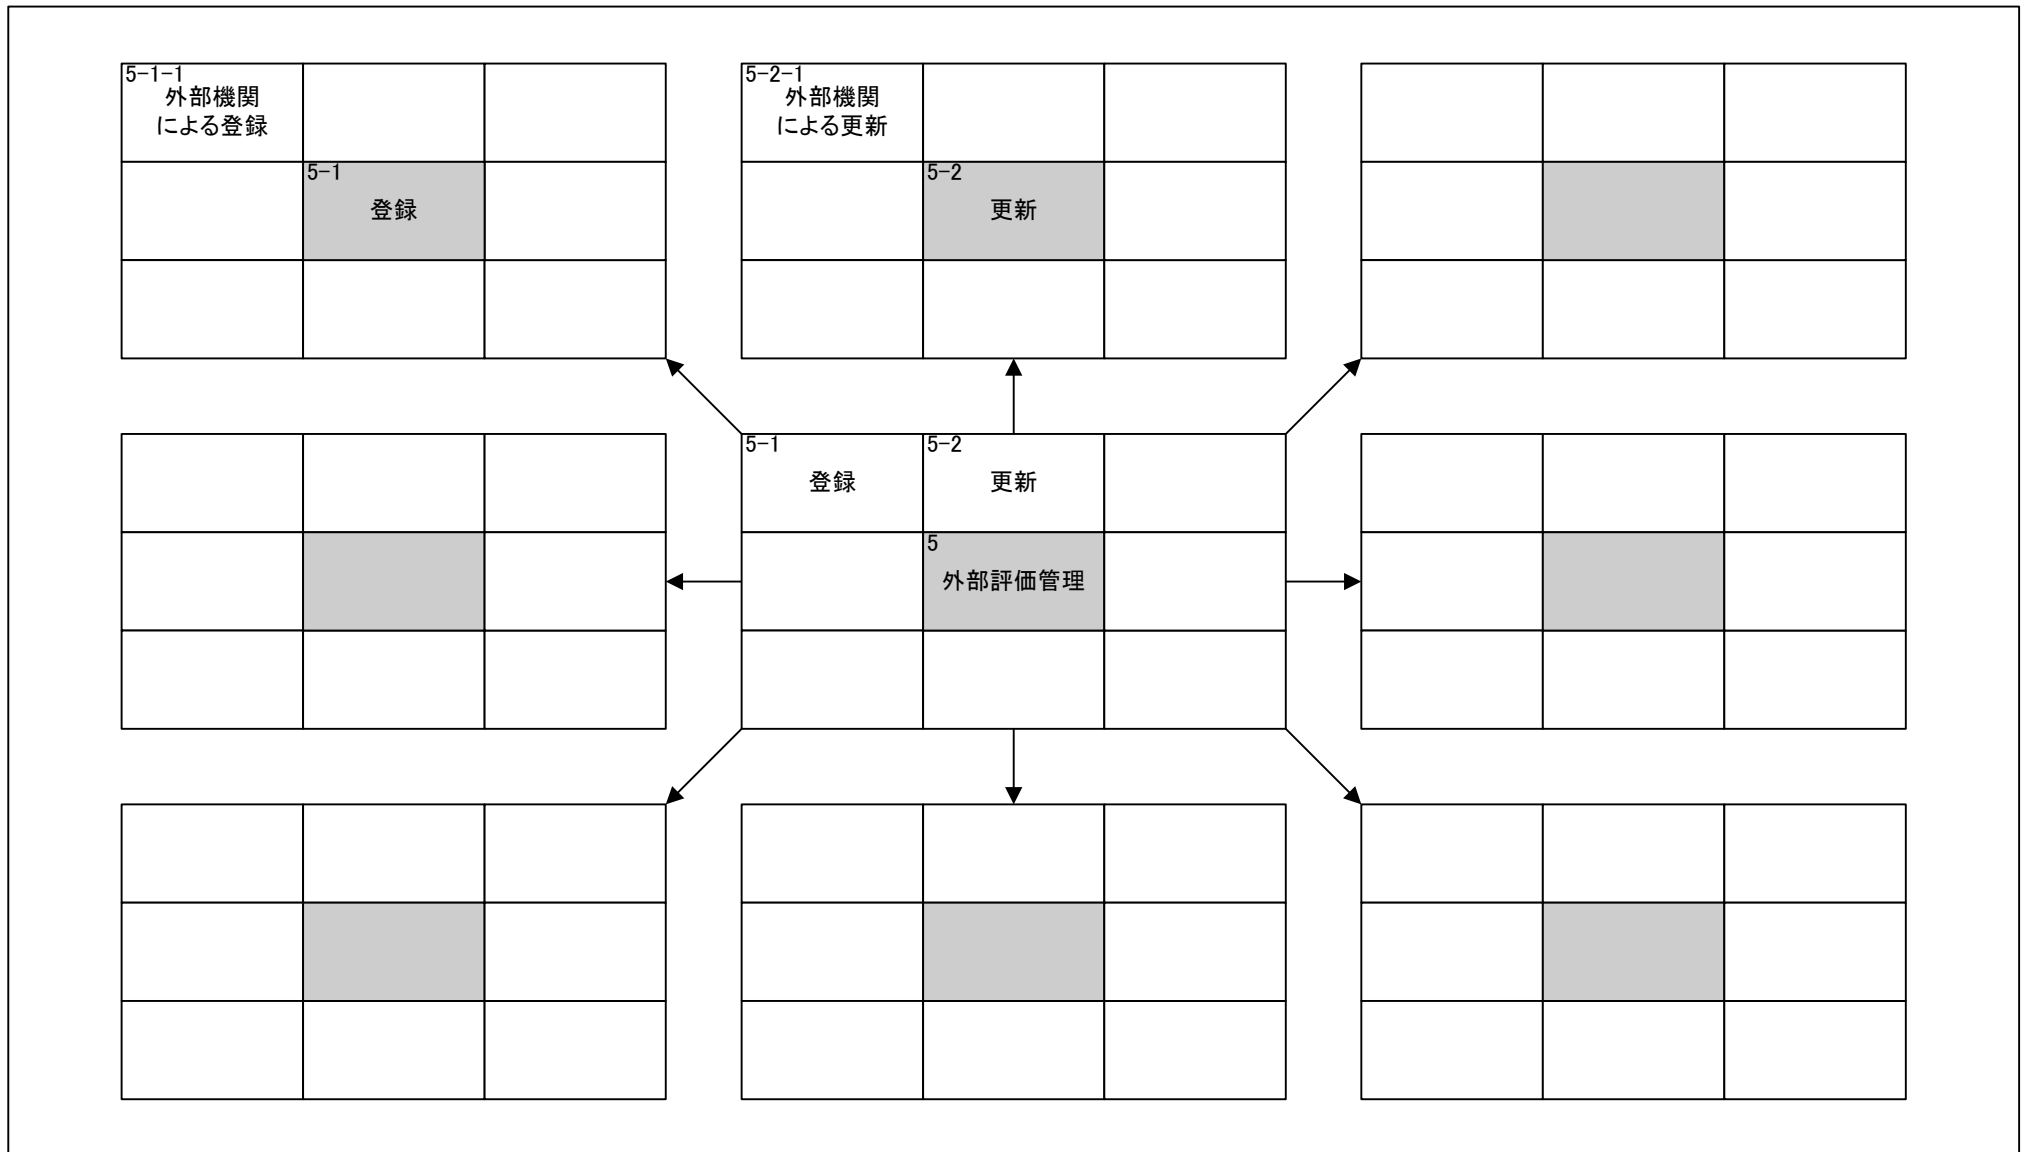 5-1-1
外部機関
による登録
5-1
登録
5-2-1
外部機関
による更新
5-2
更新
5-1
登録
5-2
更新
5
外部評価管理